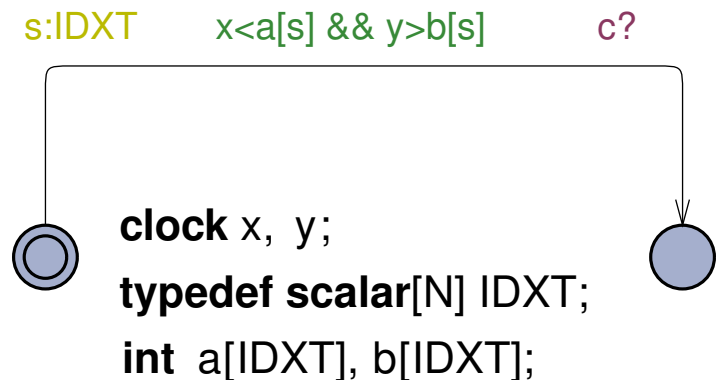 s:IDXT x<a[s] && y>b[s] c?
clock x, y;
typedef scalar[N] IDXT;
int a[IDXT], b[IDXT];